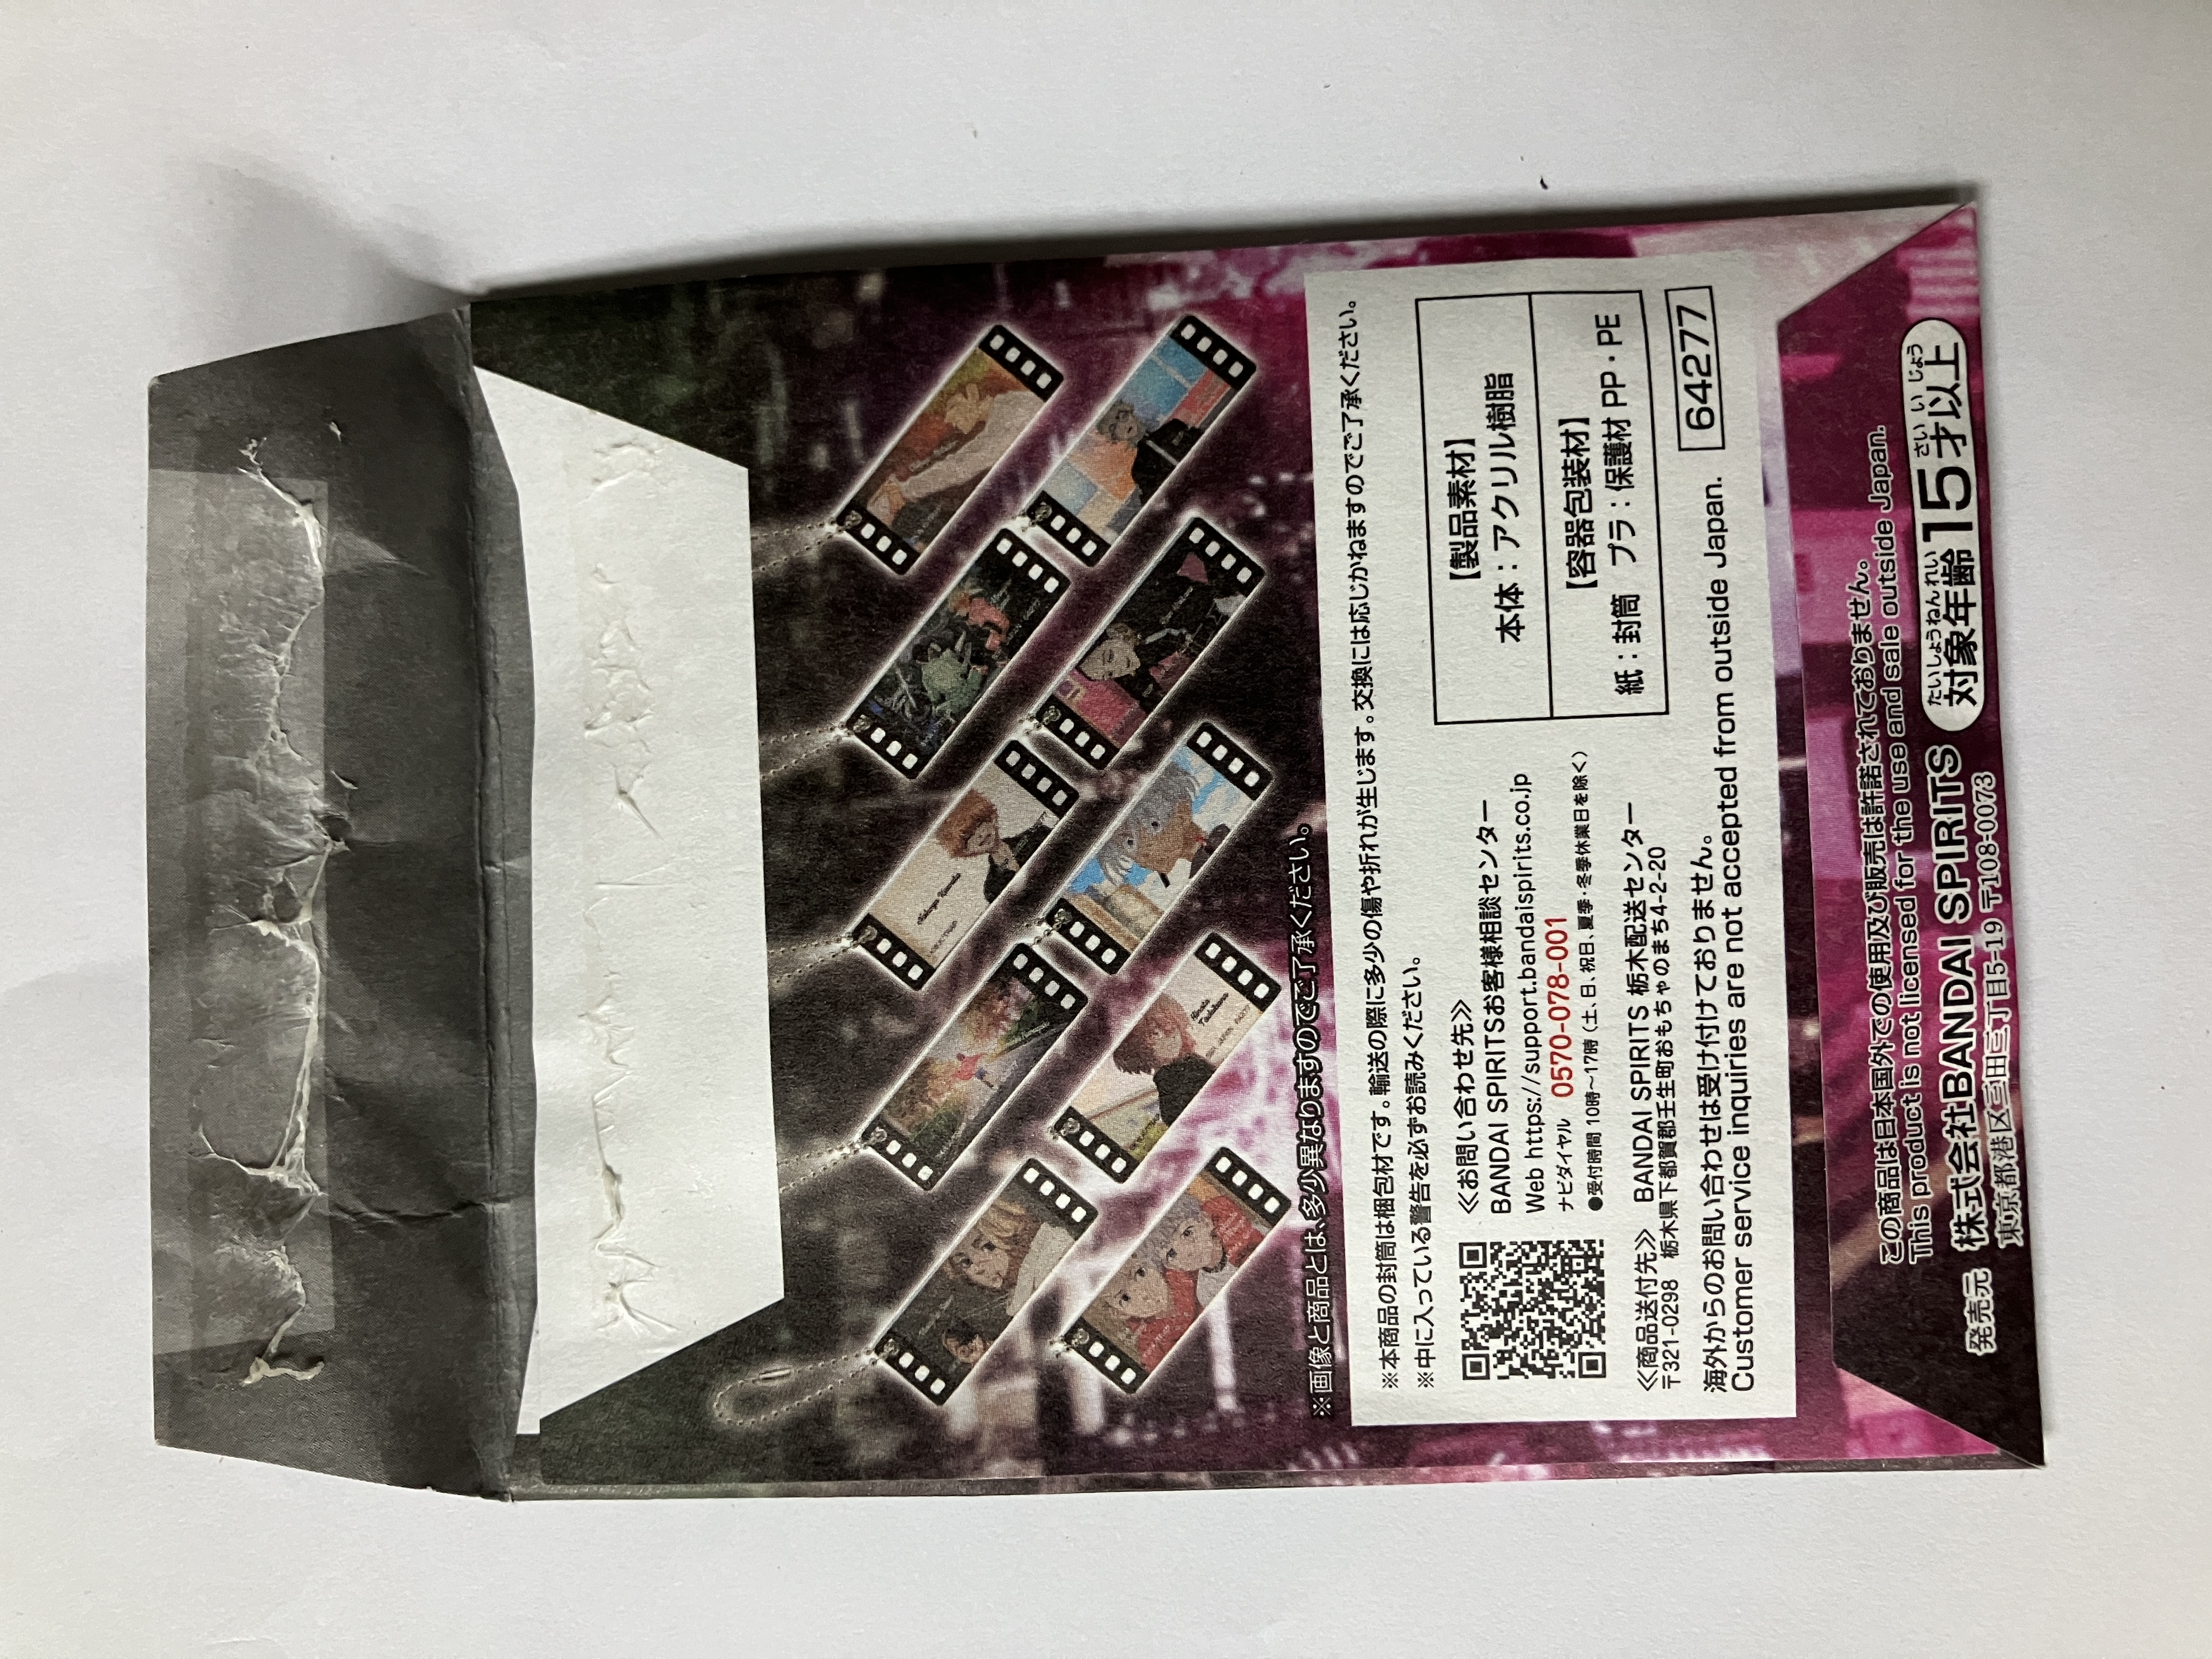 ※画像と商品とは、多少異なりますのでご了承ください。
※本商品の封筒は梱包材です。輸送の際に多少の傷や折れが生じます。交換には応じかねますのでご了承ください。
※中に入っている警告を必ずお読みください。
≪お問い合わせ先≫
BANDAI SPIRITSお客様相談センター
Web https://support.bandaispirits.co.jp
ナビダイヤル 0570-078-001
●受付時間 10時〜17時（土、日、祝日、夏季・冬季休業日を除く）
≪商品送付先≫ BANDAI SPIRITS 栃木配送センター
〒321-0298 栃木県下都賀郡壬生町おもちゃのまち4-2-20
海外からのお問い合わせは受け付けておりません。
Customer service inquiries are not accepted from outside Japan.
【製品素材】
本体：アクリル樹脂
【容器包装材】
紙：封筒 プラ：保護材 PP・PE
64277
この商品は日本国外での使用及び販売は許諾されておりません。
This product is not licensed for the use and sale outside Japan.
発売元 株式会社BANDAI SPIRITS
東京都港区三田三丁目5-19 〒108-0073
たいしょうねんれい さい い じょう
対象年齢15才以上